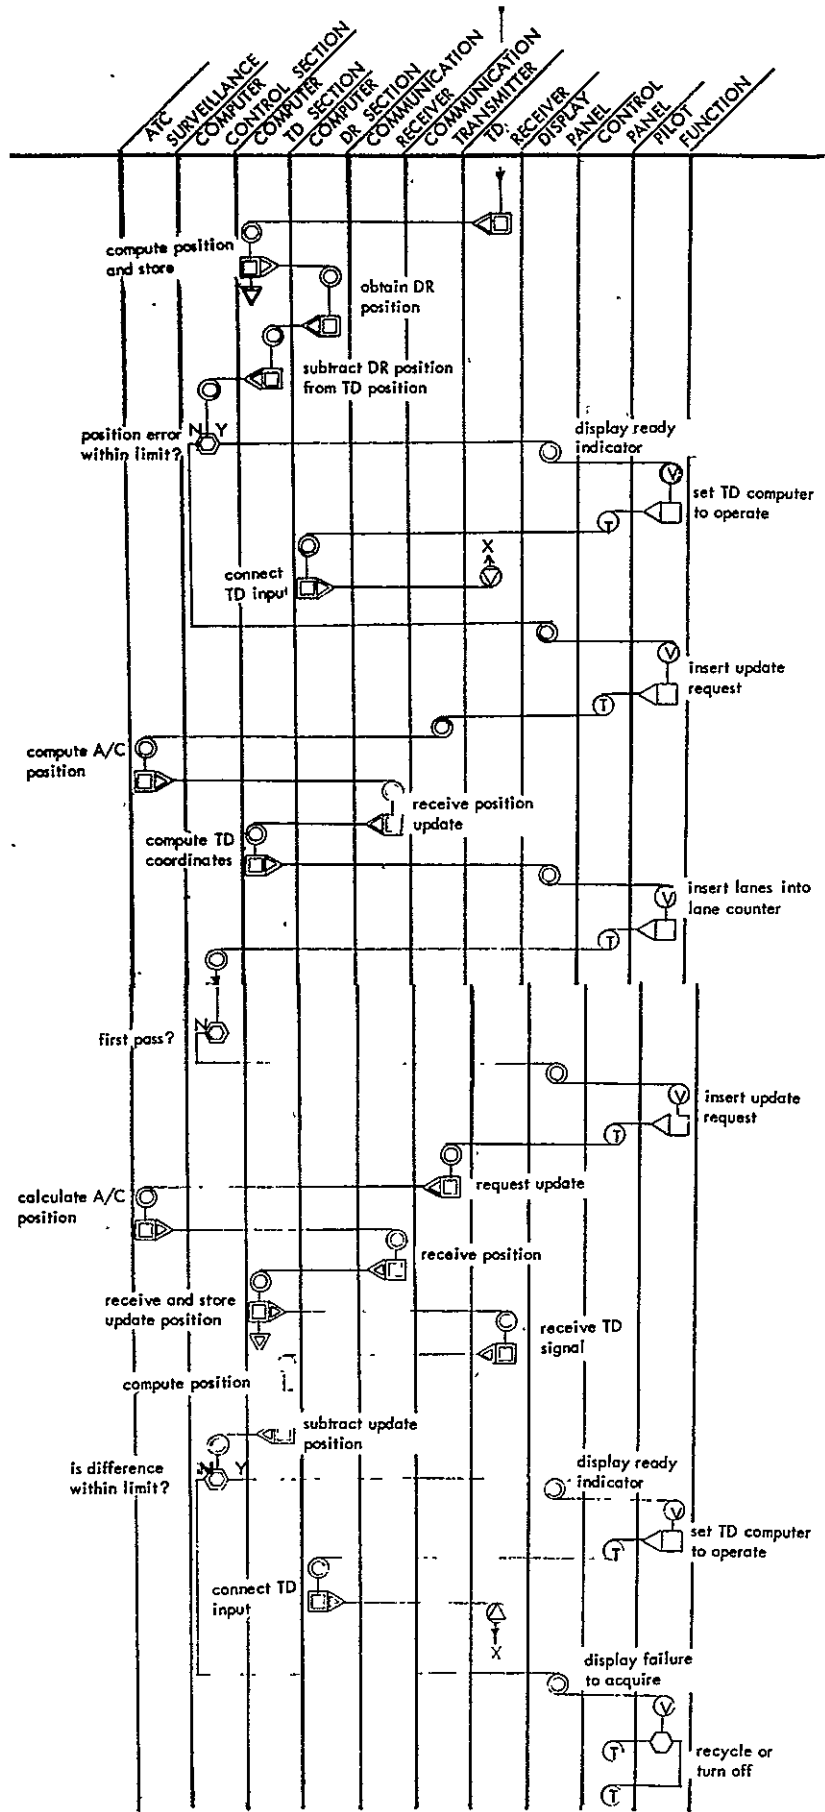 ATC
SURVEILLANCE
COMPUTER
CONTROL SECTION
COMPUTER
TD SECTION
COMPUTER
DR SECTION
COMMUNICATION
RECEIVER
COMMUNICATION
TRANSMITTER
TD.
RECEIVER
DISPLAY
PANEL
CONTROL
PANEL
PILOT
FUNCTION
compute position
and store
obtain DR
position
subtract DR position
from TD position
position error
within limit?
N Y
display ready
indicator
V
set TD computer
to operate
T
X
connect
TD input
V
insert update
request
T
compute A/C
position
receive position
update
compute TD
coordinates
insert lanes into
lane counter
V
T
first pass?
N
V
insert update
request
T
request update
calculate A/C
position
receive position
receive and store
update position
receive TD
signal
compute position
subtract update
position
is difference
within limit?
N Y
display ready
indicator
V
set TD computer
to operate
T
connect TD
input
X
display failure
to acquire
V
T
recycle or
turn off
T